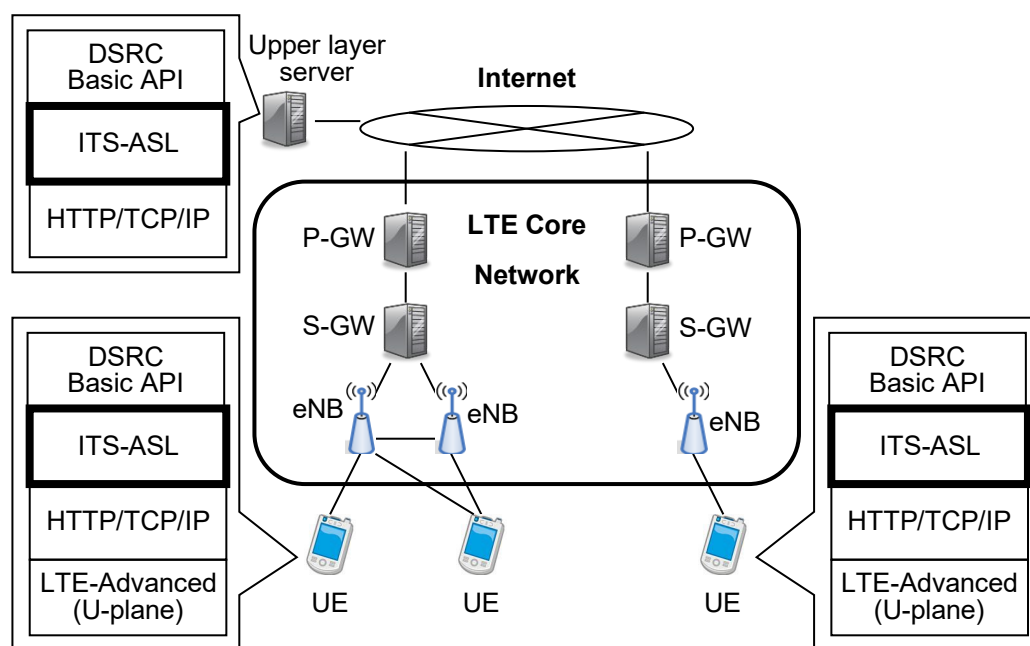 DSRC
Basic API
ITS-ASL
HTTP/TCP/IP
Upper layer
server
Internet
P-GW
LTE Core
Network
P-GW
S-GW
S-GW
eNB
eNB
eNB
DSRC
Basic API
ITS-ASL
HTTP/TCP/IP
LTE-Advanced
(U-plane)
UE
UE
UE
DSRC
Basic API
ITS-ASL
HTTP/TCP/IP
LTE-Advanced
(U-plane)